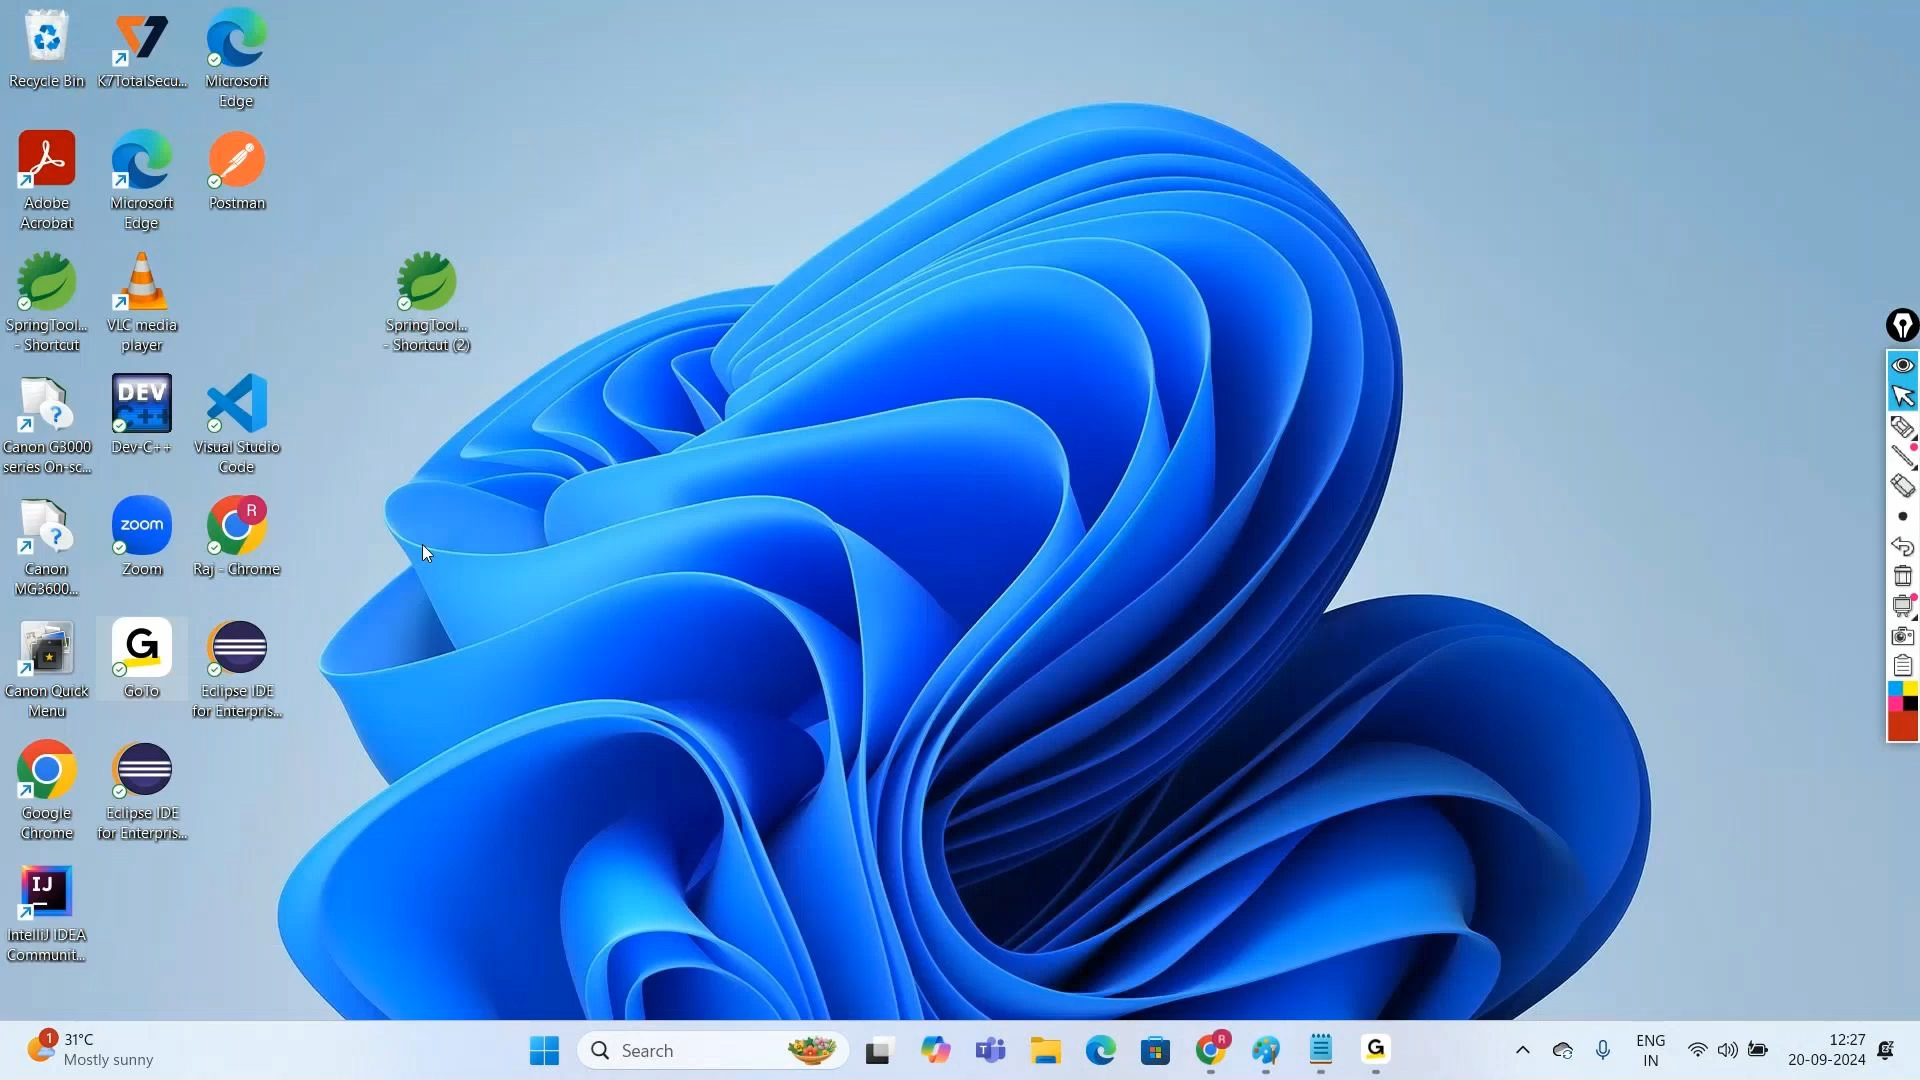 Recycle Bin
K7TotalSecu...
Microsoft
Edge
Adobe
Acrobat
Microsoft
Edge
Postman
SpringTool...
- Shortcut
VLC media
player
SpringTool...
- Shortcut (2)
Canon G3000
series On-sc...
DEV
C++
Dev-C++
Visual Studio
Code
Canon
MG3600...
zoom
Zoom
R
Raj - Chrome
Canon Quick
Menu
G
GoTo
Eclipse IDE
for Enterpris...
Google
Chrome
Eclipse IDE
for Enterpris...
IJ
IntelliJ IDEA
Communit...
1
31°C
Mostly sunny
Search
R
G
ENG
IN
12:27
20-09-2024